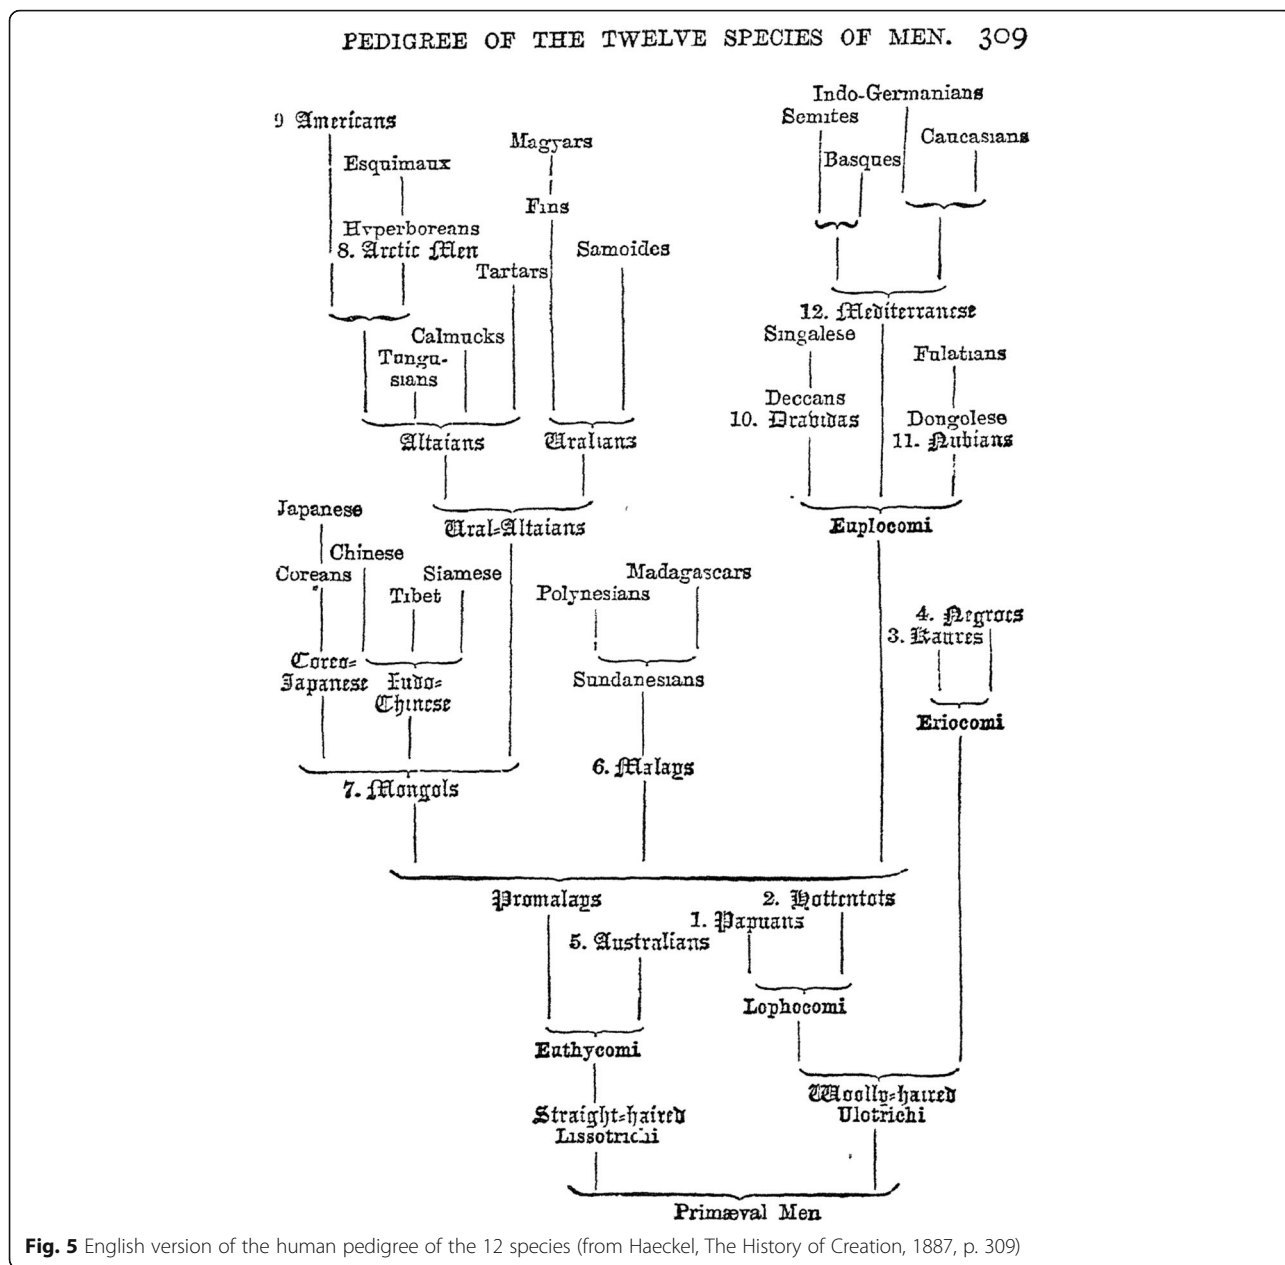 PEDIGREE OF THE TWELVE SPECIES OF MEN. 309
Indo-Germanians
Semites
9 Americans
Caucasians
Magyars
Basques
Esquimaux
Fins
Hyperboreans
8. Arctic Men
Samoides
Tartars
12. Mediterranese
Singalese
Calmucks
Fulatians
Tungu-
sians
Deccans
10. Dravidas
Dongolese
11. Nubians
Altaians
Uralians
Japanese
Ural-Altaians
Euplocomi
Chinese
Coreans
Siamese
Madagascars
Tibet
Polynesians
4. Negroes
3. Kaffres
Coreo-
Japanese
Indo-
Chinese
Sundanesians
Eriocomi
6. Malays
7. Mongols
Promalays
2. Hottentots
1. Papuans
5. Australians
Lophocomi
Euthycomi
Woolly-haired
Ulotrichi
Straight-haired
Lissotrichi
Primæval Men
Fig. 5 English version of the human pedigree of the 12 species (from Haeckel, The History of Creation, 1887, p. 309)